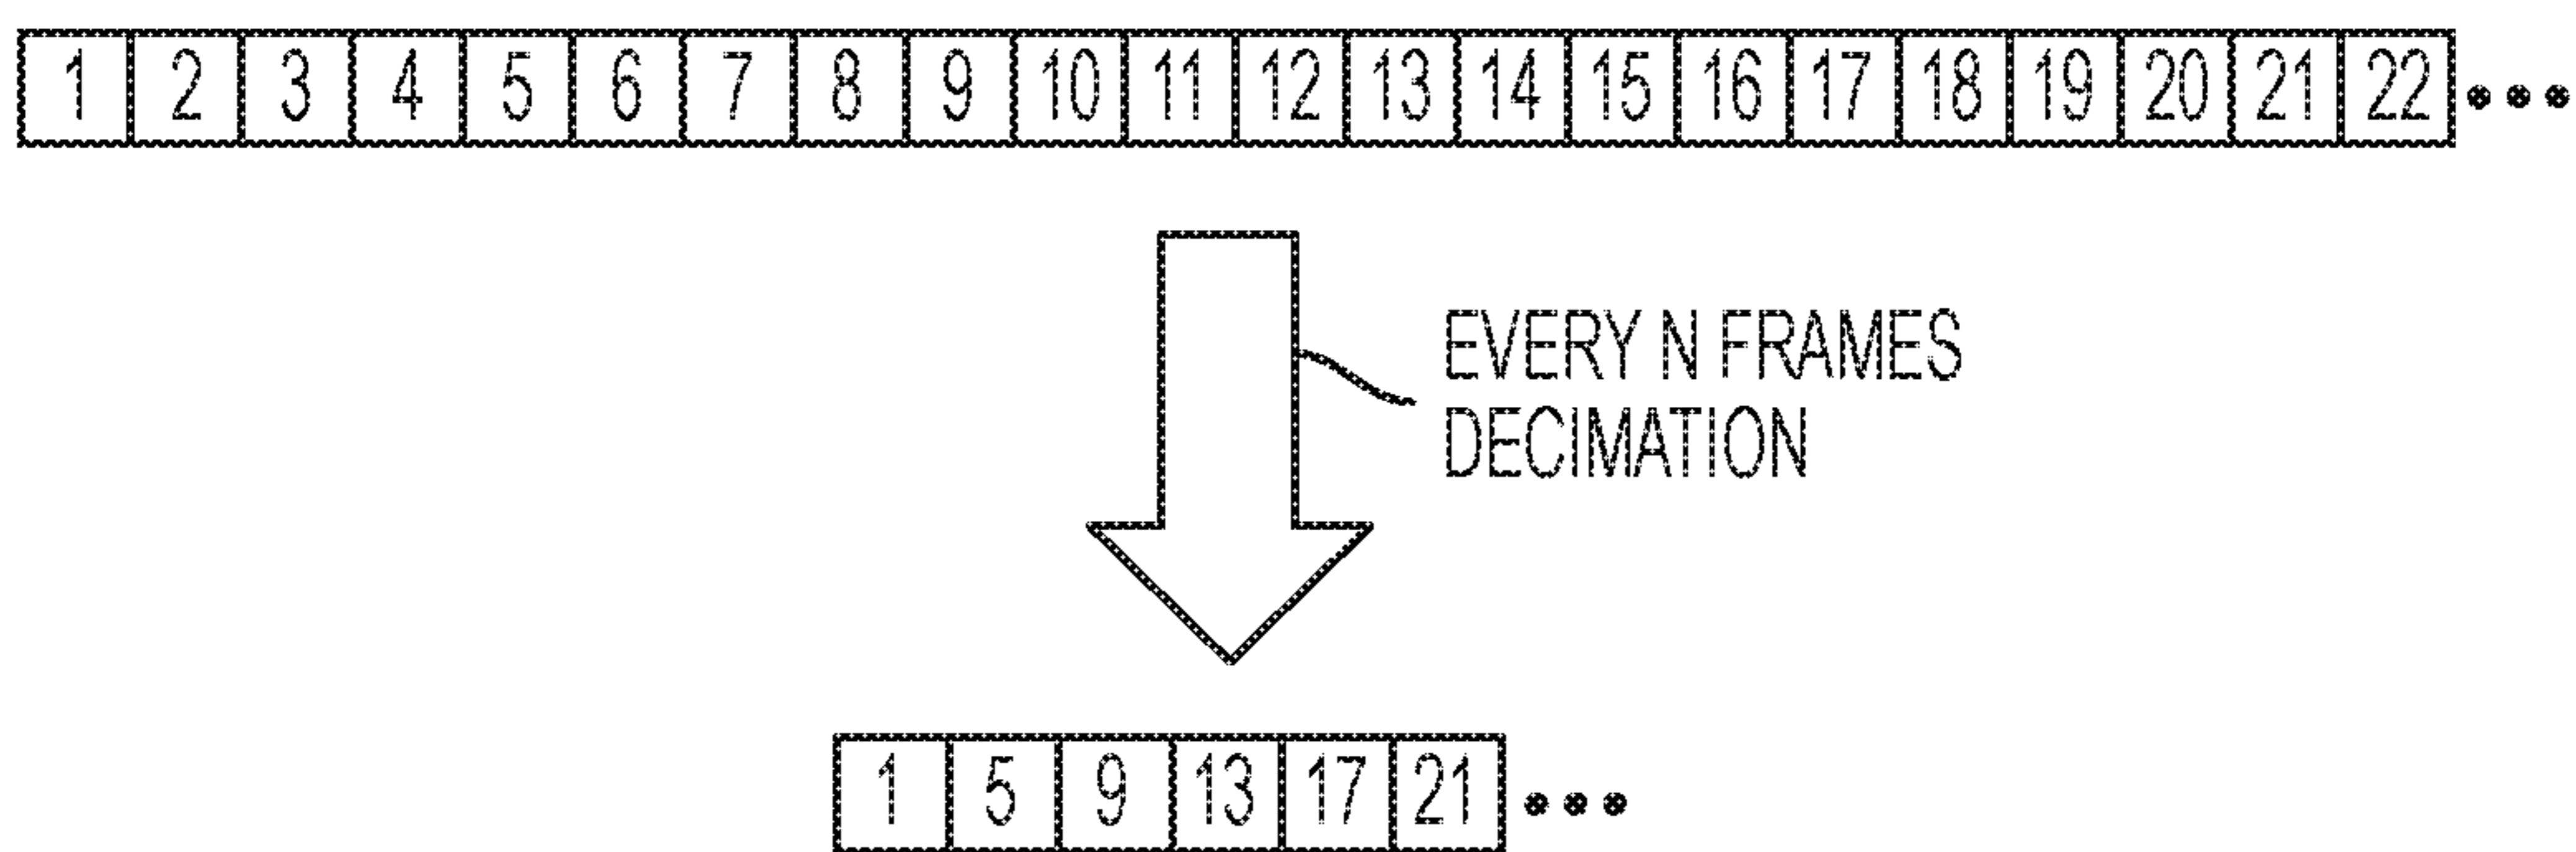 1 2 3 4 5 6 7 8 9 10 11 12 13 14 15 16 17 18 19 20 21 22 •••
EVERY N FRAMES
DECIMATION
1 5 9 13 17 21 •••